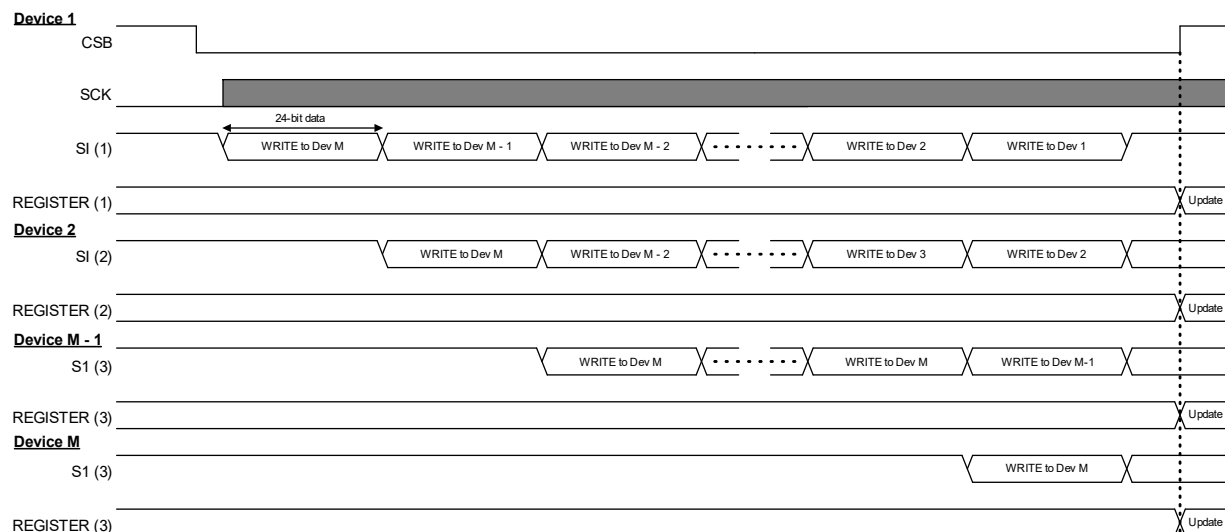 Device 1
CSB
SCK
24-bit data
SI (1) WRITE to Dev M WRITE to Dev M - 1 WRITE to Dev M - 2 WRITE to Dev 2 WRITE to Dev 1
REGISTER (1) Update
Device 2
SI (2) WRITE to Dev M WRITE to Dev M - 2 WRITE to Dev 3 WRITE to Dev 2
REGISTER (2) Update
Device M - 1
S1 (3) WRITE to Dev M WRITE to Dev M WRITE to Dev M-1
REGISTER (3) Update
Device M
S1 (3) WRITE to Dev M
REGISTER (3) Update